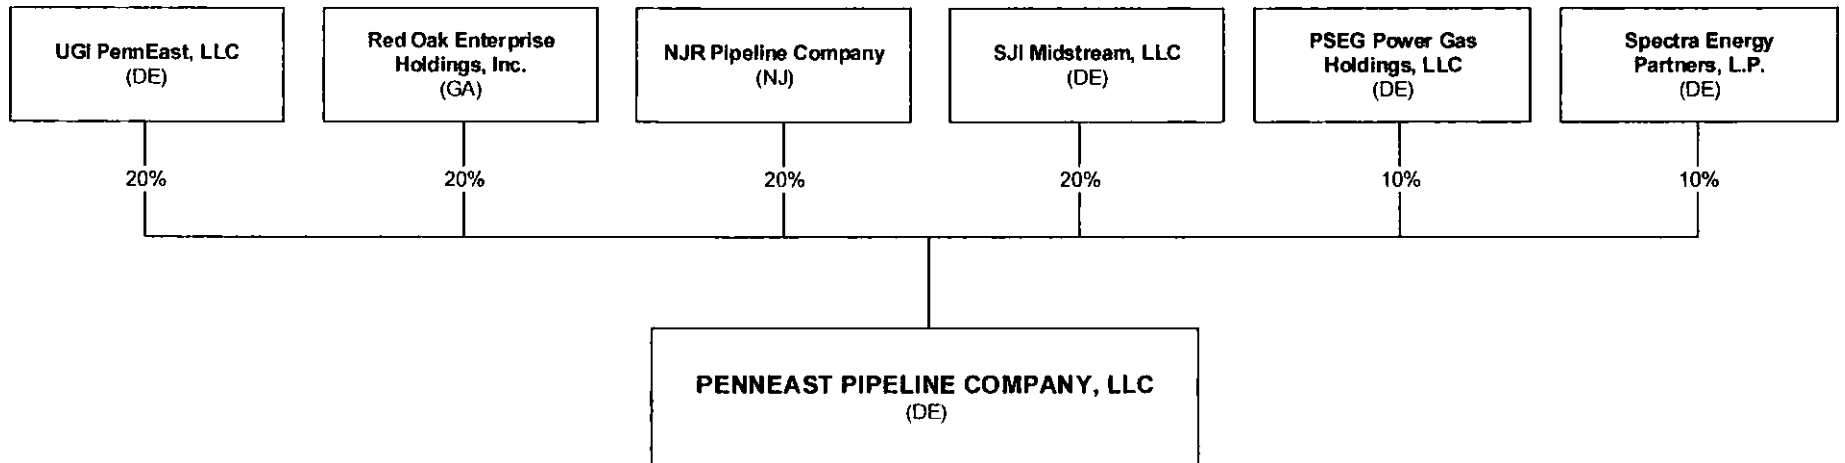 UGI PennEast, LLC
(DE)
Red Oak Enterprise
Holdings, Inc.
(GA)
NJR Pipeline Company
(NJ)
SJI Midstream, LLC
(DE)
PSEG Power Gas
Holdings, LLC
(DE)
Spectra Energy
Partners, L.P.
(DE)
20%
20%
20%
20%
10%
10%
PENNEAST PIPELINE COMPANY, LLC
(DE)